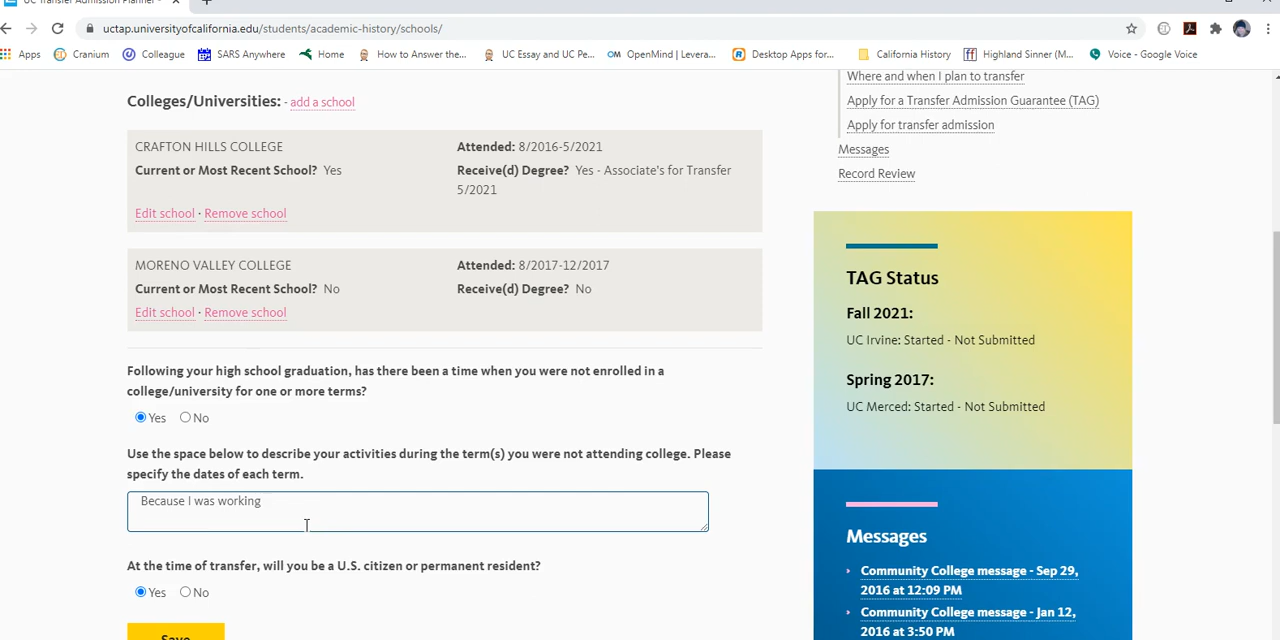 UC Transfer Admission Planner -
uctap.universityofcalifornia.edu/students/academic-history/schools/
Apps Cranium Colleague SARS Anywhere Home How to Answer the... UC Essay and UC Pe... OM OpenMind | Levera... Desktop Apps for... California History Highland Sinner (M... Voice - Google Voice
Colleges/Universities: - add a school
CRAFTON HILLS COLLEGE
Current or Most Recent School? Yes
Attended: 8/2016-5/2021
Receive(d) Degree? Yes - Associate's for Transfer
5/2021
Edit school · Remove school
MORENO VALLEY COLLEGE
Current or Most Recent School? No
Attended: 8/2017-12/2017
Receive(d) Degree? No
Edit school · Remove school
Following your high school graduation, has there been a time when you were not enrolled in a
college/university for one or more terms?
Yes No
Use the space below to describe your activities during the term(s) you were not attending college. Please
specify the dates of each term.
Because I was working
At the time of transfer, will you be a U.S. citizen or permanent resident?
Yes No
Save
Where and when I plan to transfer
Apply for a Transfer Admission Guarantee (TAG)
Apply for transfer admission
Messages
Record Review
TAG Status
Fall 2021:
UC Irvine: Started - Not Submitted
Spring 2017:
UC Merced: Started - Not Submitted
Messages
Community College message - Sep 29,
2016 at 12:09 PM
Community College message - Jan 12,
2016 at 3:50 PM